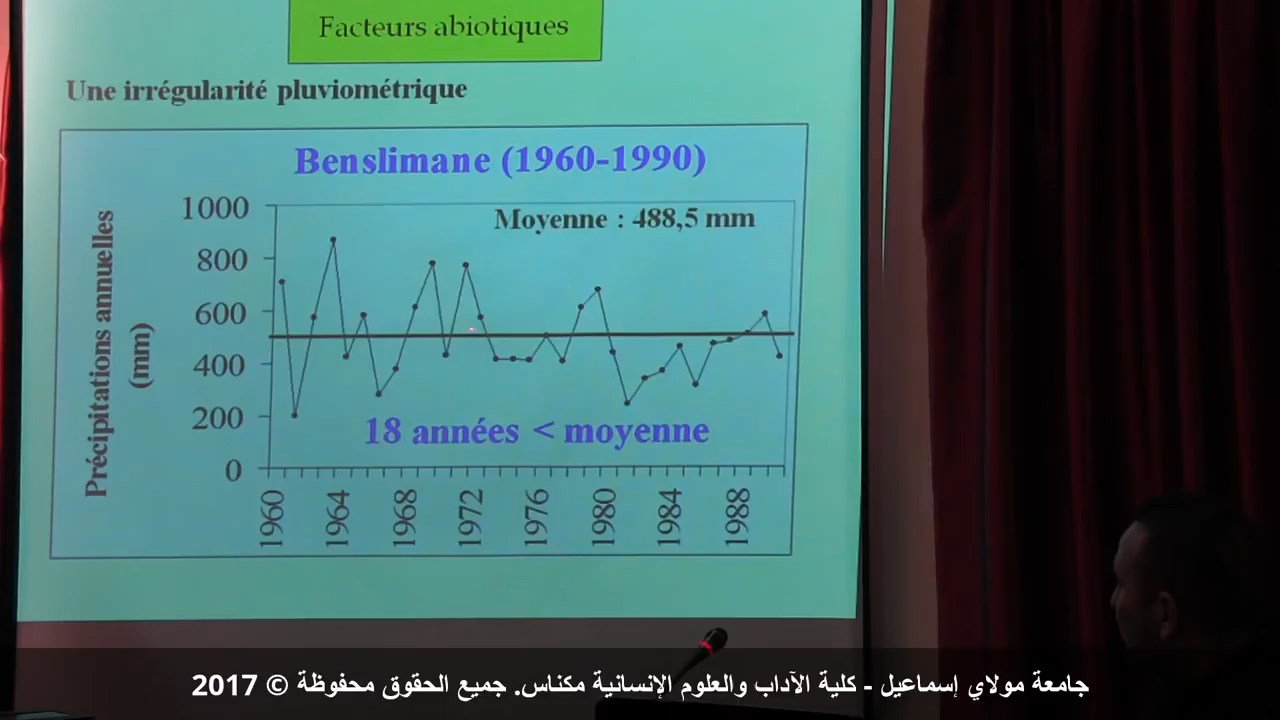 Facteurs abiotiques
Une irrégularité pluviométrique
Benslimane (1960-1990)
Moyenne : 488,5 mm
Précipitations annuelles
(mm)
1000
800
600
400
200
0
18 années < moyenne
1960
1964
1968
1972
1976
1980
1984
1988
جامعة مولاي إسماعيل - كلية الآداب والعلوم الإنسانية مكناس. جميع الحقوق محفوظة © 2017